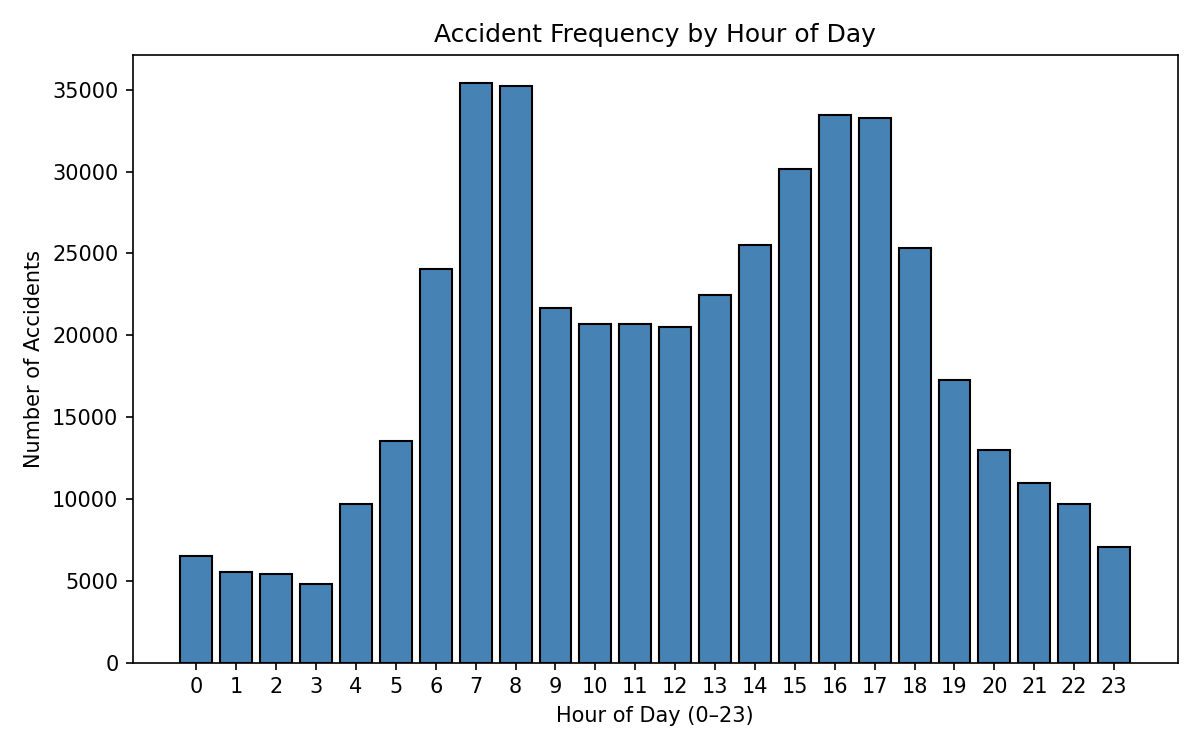 Accident Frequency by Hour of Day
Number of Accidents
35000
30000
25000
20000
15000
10000
5000
0
0 1 2 3 4 5 6 7 8 9 10 11 12 13 14 15 16 17 18 19 20 21 22 23
Hour of Day (0–23)